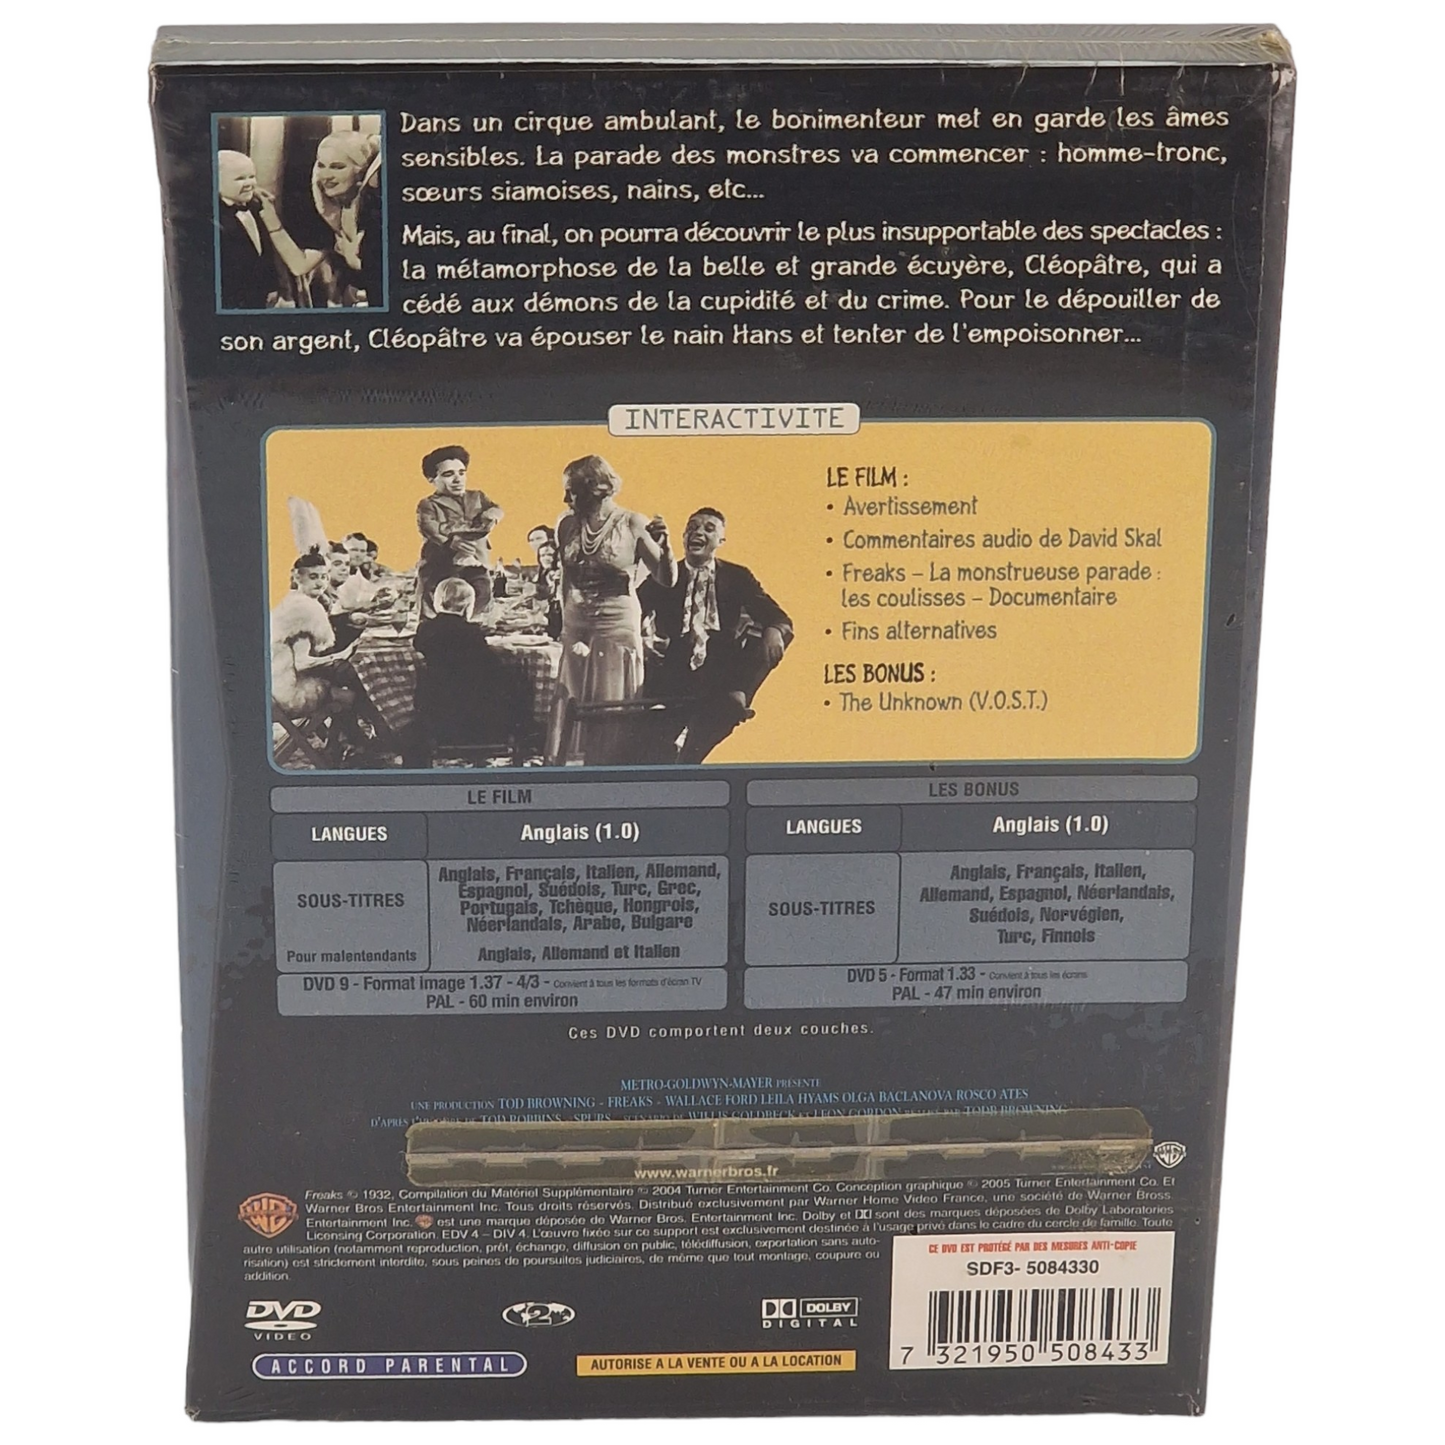 Dans un cirque ambulant, le bonimenteur met en garde les âmes
sensibles. La parade des monstres va commencer : homme-tronc,
sœurs siamoises, nains, etc...
Mais, au final, on pourra découvrir le plus insupportable des spectacles :
la métamorphose de la belle et grande écuyère, Cléopâtre, qui a
cédé aux démons de la cupidité et du crime. Pour le dépouiller de
son argent, Cléopâtre va épouser le nain Hans et tenter de l'empoisonner...
INTERACTIVITE
LE FILM :
• Avertissement
• Commentaires audio de David Skal
• Freaks – La monstrueuse parade :
les coulisses – Documentaire
• Fins alternatives
LES BONUS :
• The Unknown (V.O.S.T.)
LE FILM
LANGUES
Anglais (1.0)
SOUS-TITRES
Anglais, Français, Italien, Allemand,
Espagnol, Suédois, Turc, Grec,
Portugais, Tchèque, Hongrois,
Néerlandais, Arabe, Bulgare
Pour malentendants
Anglais, Allemand et Italien
DVD 9 - Format image 1.37 - 4/3 - Convient à tous les formats d'écran TV
PAL - 60 min environ
LES BONUS
LANGUES
Anglais (1.0)
SOUS-TITRES
Anglais, Français, Italien,
Allemand, Espagnol, Néerlandais,
Suédois, Norvégien,
Turc, Finnois
DVD 5 - Format 1.33 - Convient à tous les écrans
PAL - 47 min environ
Ces DVD comportent deux couches.
METRO-GOLDWYN-MAYER PRÉSENTE
UNE PRODUCTION TOD BROWNING - FREAKS - WALLACE FORD LEILA HYAMS OLGA BACLANOVA ROSCO ATES
D'APRÈS DE TOD ROBBINS SPURS SCÉNARIO DE WILLIS GOLDBECK ET LEON GORDON RÉALISÉ PAR TODD BROWNING
www.warnerbros.fr
Freaks © 1932, Compilation du Matériel Supplémentaire © 2004 Turner Entertainment Co. Conception graphique © 2005 Turner Entertainment Co. Et
Warner Bros Entertainment Inc. Tous droits réservés. Distribué exclusivement par Warner Home Video France, une société de Warner Bross
Entertainment Inc. est une marque déposée de Warner Bros. Entertainment Inc. Dolby et sont des marques déposées de Dolby Laboratories
Licensing Corporation. EDV 4 – DIV 4. L'œuvre fixée sur ce support est exclusivement destinée à l'usage privé dans le cadre du cercle de famille. Toute
autre utilisation (notamment reproduction, prêt, échange, diffusion en public, télédiffusion, exportation sans auto-
risation) est strictement interdite, sous peines de poursuites judiciaires, de même que tout montage, coupure ou
addition.
CE DVD EST PROTÉGÉ PAR DES MESURES ANTI-COPIE
SDF3- 5084330
7 321950 508433
DVD
VIDEO
2
DOLBY
DIGITAL
ACCORD PARENTAL
AUTORISE A LA VENTE OU A LA LOCATION